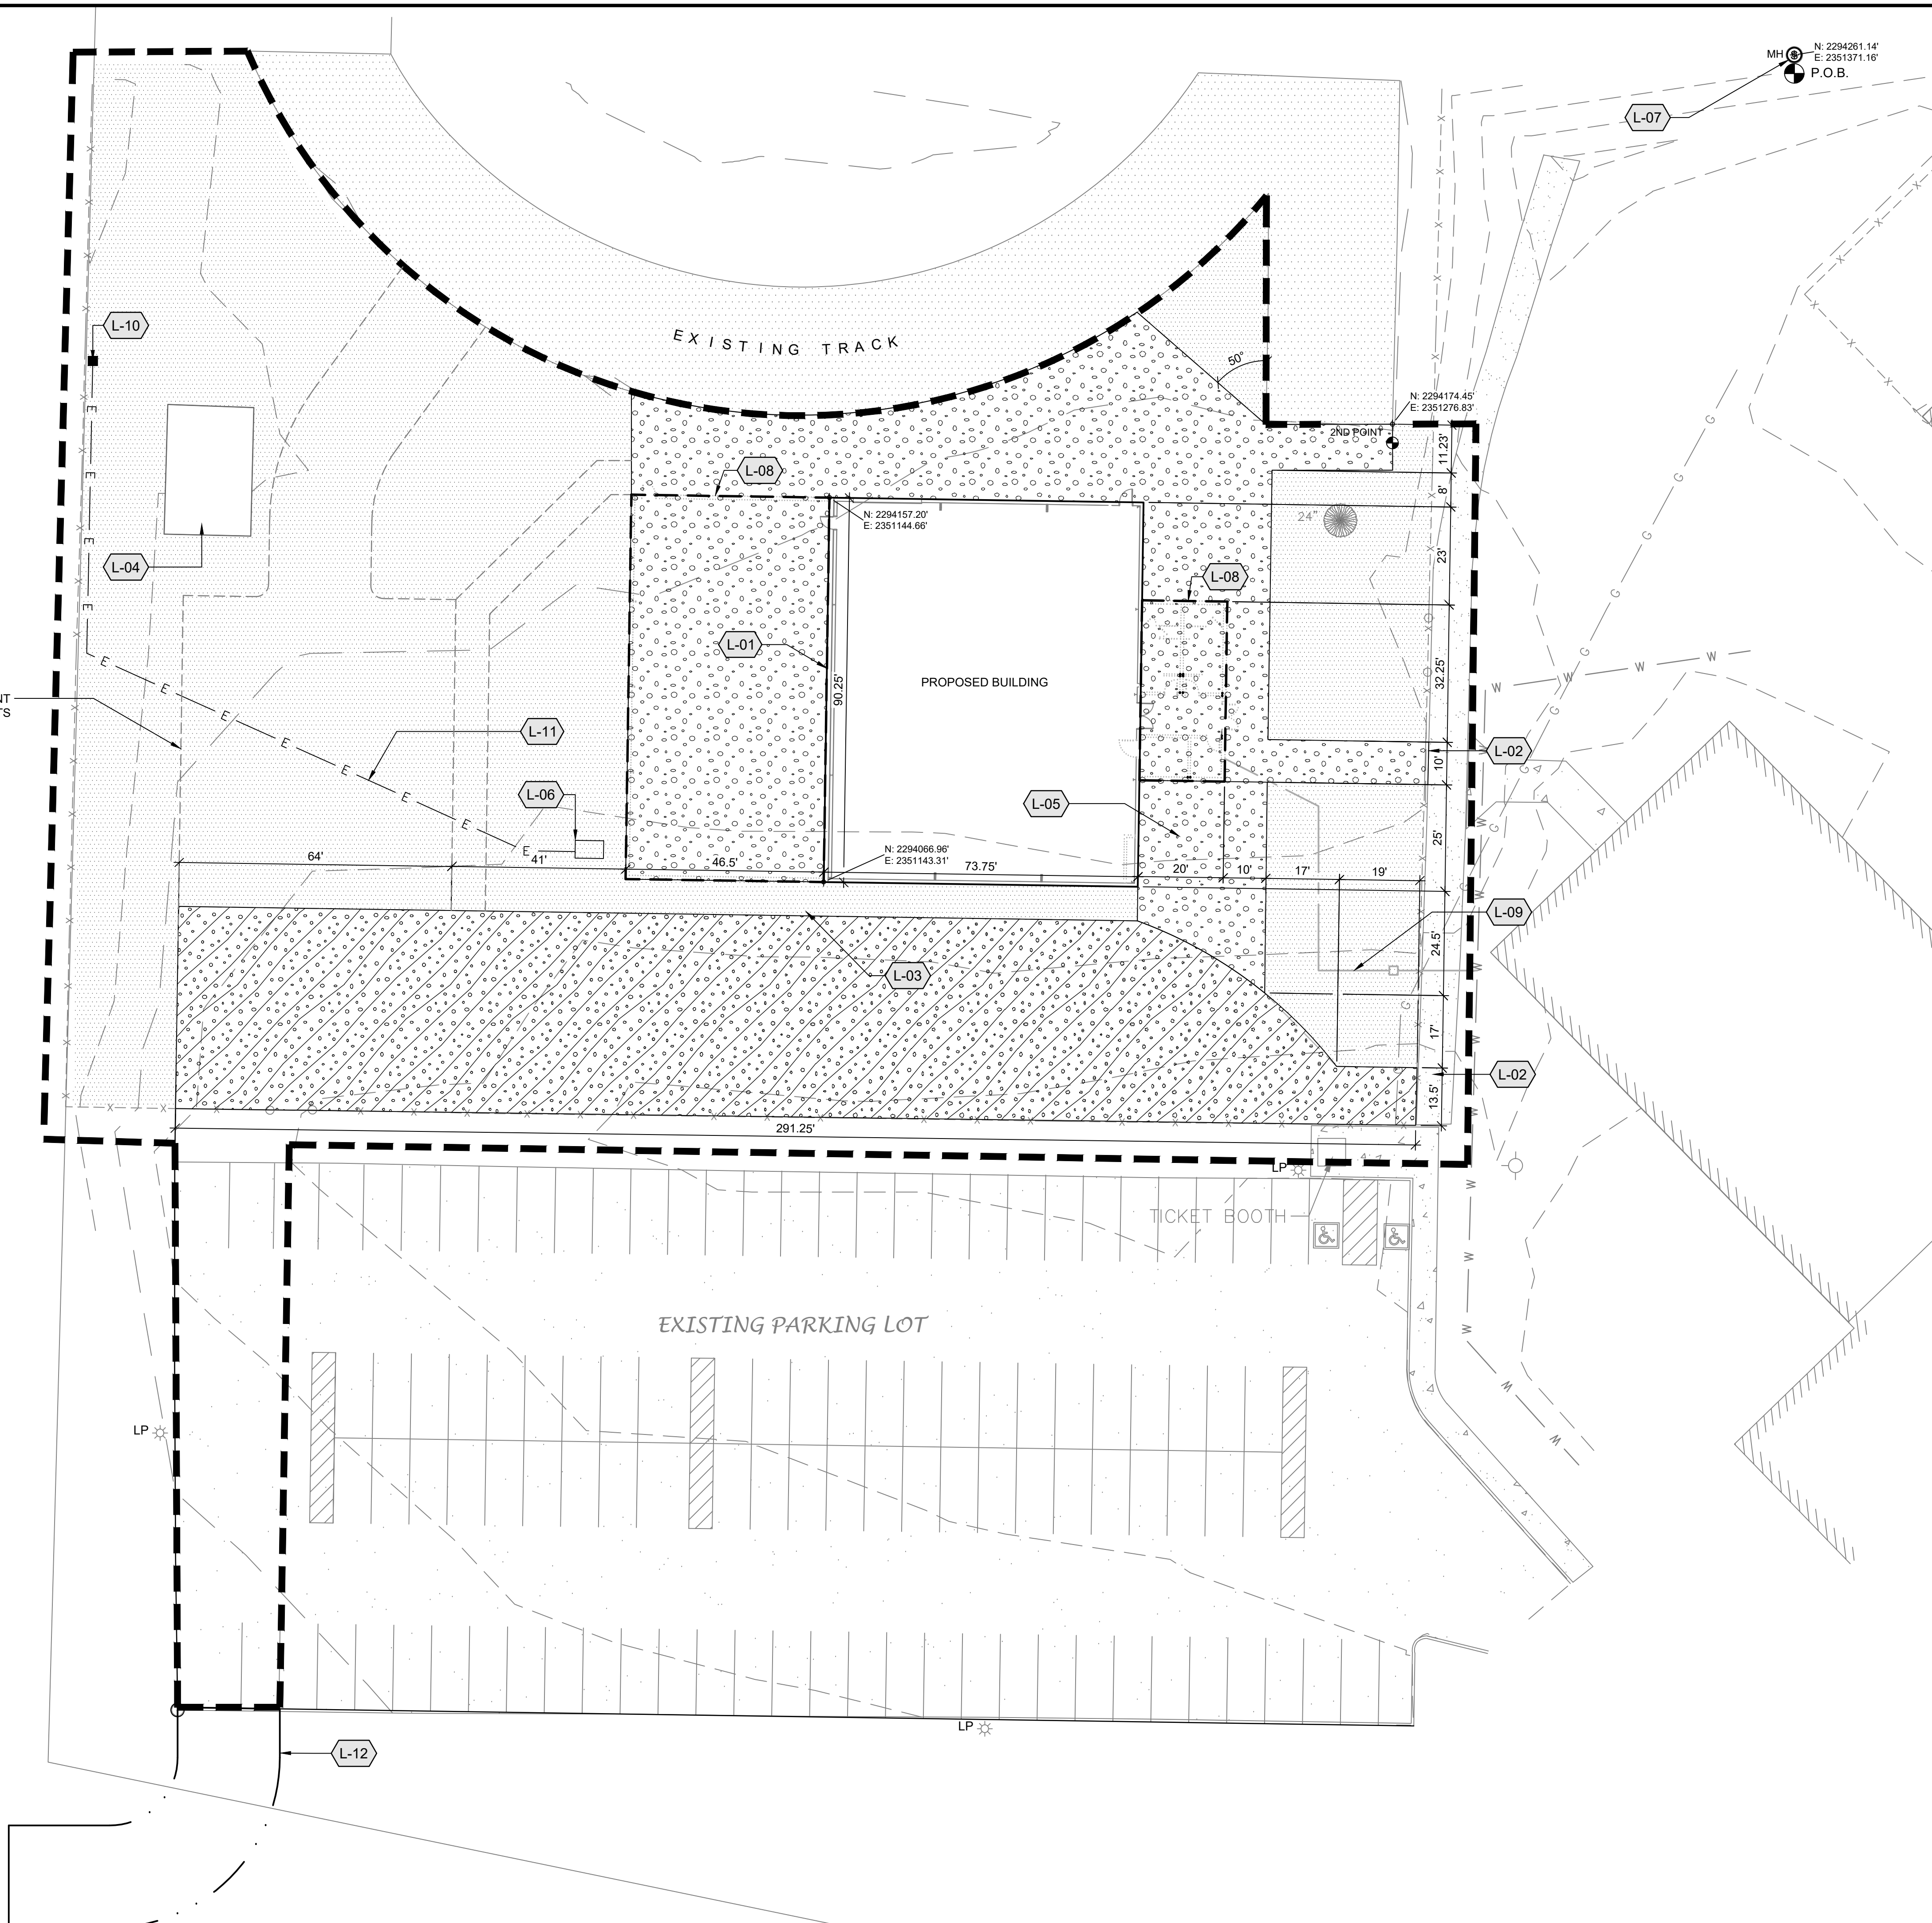 MH
N: 2294261.14'
E: 2351371.16'
P.O.B.
L-07
L-10
EXISTING TRACK
50°
N: 2294174.45'
E: 2351276.83'
2ND POINT
11.23'
8'
L-08
N: 2294157.20'
E: 2351144.66'
24"
23'
L-04
L-08
L-01
90.25'
PROPOSED BUILDING
32.25'
NT
TS
L-11
L-02
10'
L-06
L-05
25'
64'
41'
46.5'
N: 2294066.96'
E: 2351143.31'
73.75'
20'
10'
17'
19'
L-09
24.5'
L-03
17'
L-02
13.5'
291.25'
LP
TICKET BOOTH
EXISTING PARKING LOT
LP
LP
L-12
E
E
E
E
E
E
E
E
E
E
E
E
G
G
G
G
G
G
G
G
W
W
W
W
W
W
W
W
W
W
W
W
W
W